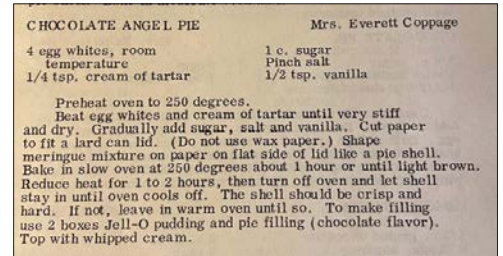 CHOCOLATE ANGEL PIE Mrs. Everett Coppage
4 egg whites, room 1 c. sugar
temperature Pinch salt
1/4 tsp. cream of tartar 1/2 tsp. vanilla
Preheat oven to 250 degrees.
Beat egg whites and cream of tartar until very stiff
and dry. Gradually add sugar, salt and vanilla. Cut paper
to fit a lard can lid. (Do not use wax paper.) Shape
meringue mixture on paper on flat side of lid like a pie shell.
Bake in slow oven at 250 degrees about 1 hour or until light brown.
Reduce heat for 1 to 2 hours, then turn off oven and let shell
stay in until oven cools off. The shell should be crisp and
hard. If not, leave in warm oven until so. To make filling
use 2 boxes Jell-O pudding and pie filling (chocolate flavor).
Top with whipped cream.